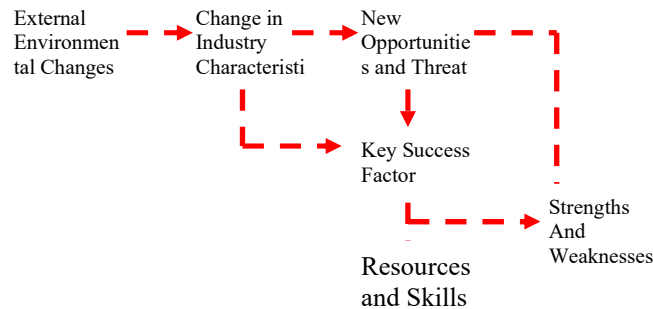 External
Environmen
tal Changes
Change in
Industry
Characteristi
New
Opportunitie
s and Threat
Key Success
Factor
Strengths
And
Weaknesses
Resources
and Skills